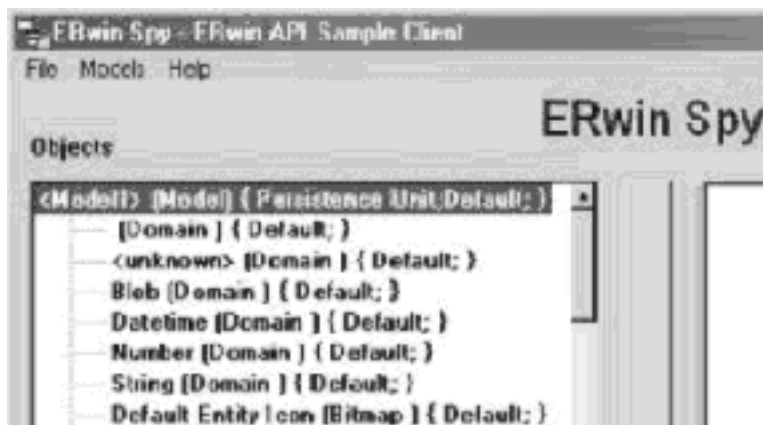 ERwin Spy - ERwin API Sample Client
File Models Help
ERwin Spy
Objects
<Model1> [Model] { Persistence Unit;Default; }
[Domain ] { Default; }
<unknown> [Domain ] { Default; }
Blob [Domain ] { Default; }
Datetime [Domain ] { Default; }
Number [Domain ] { Default; }
String [Domain ] { Default; }
Default Entity Icon [Bitmap ] { Default; }